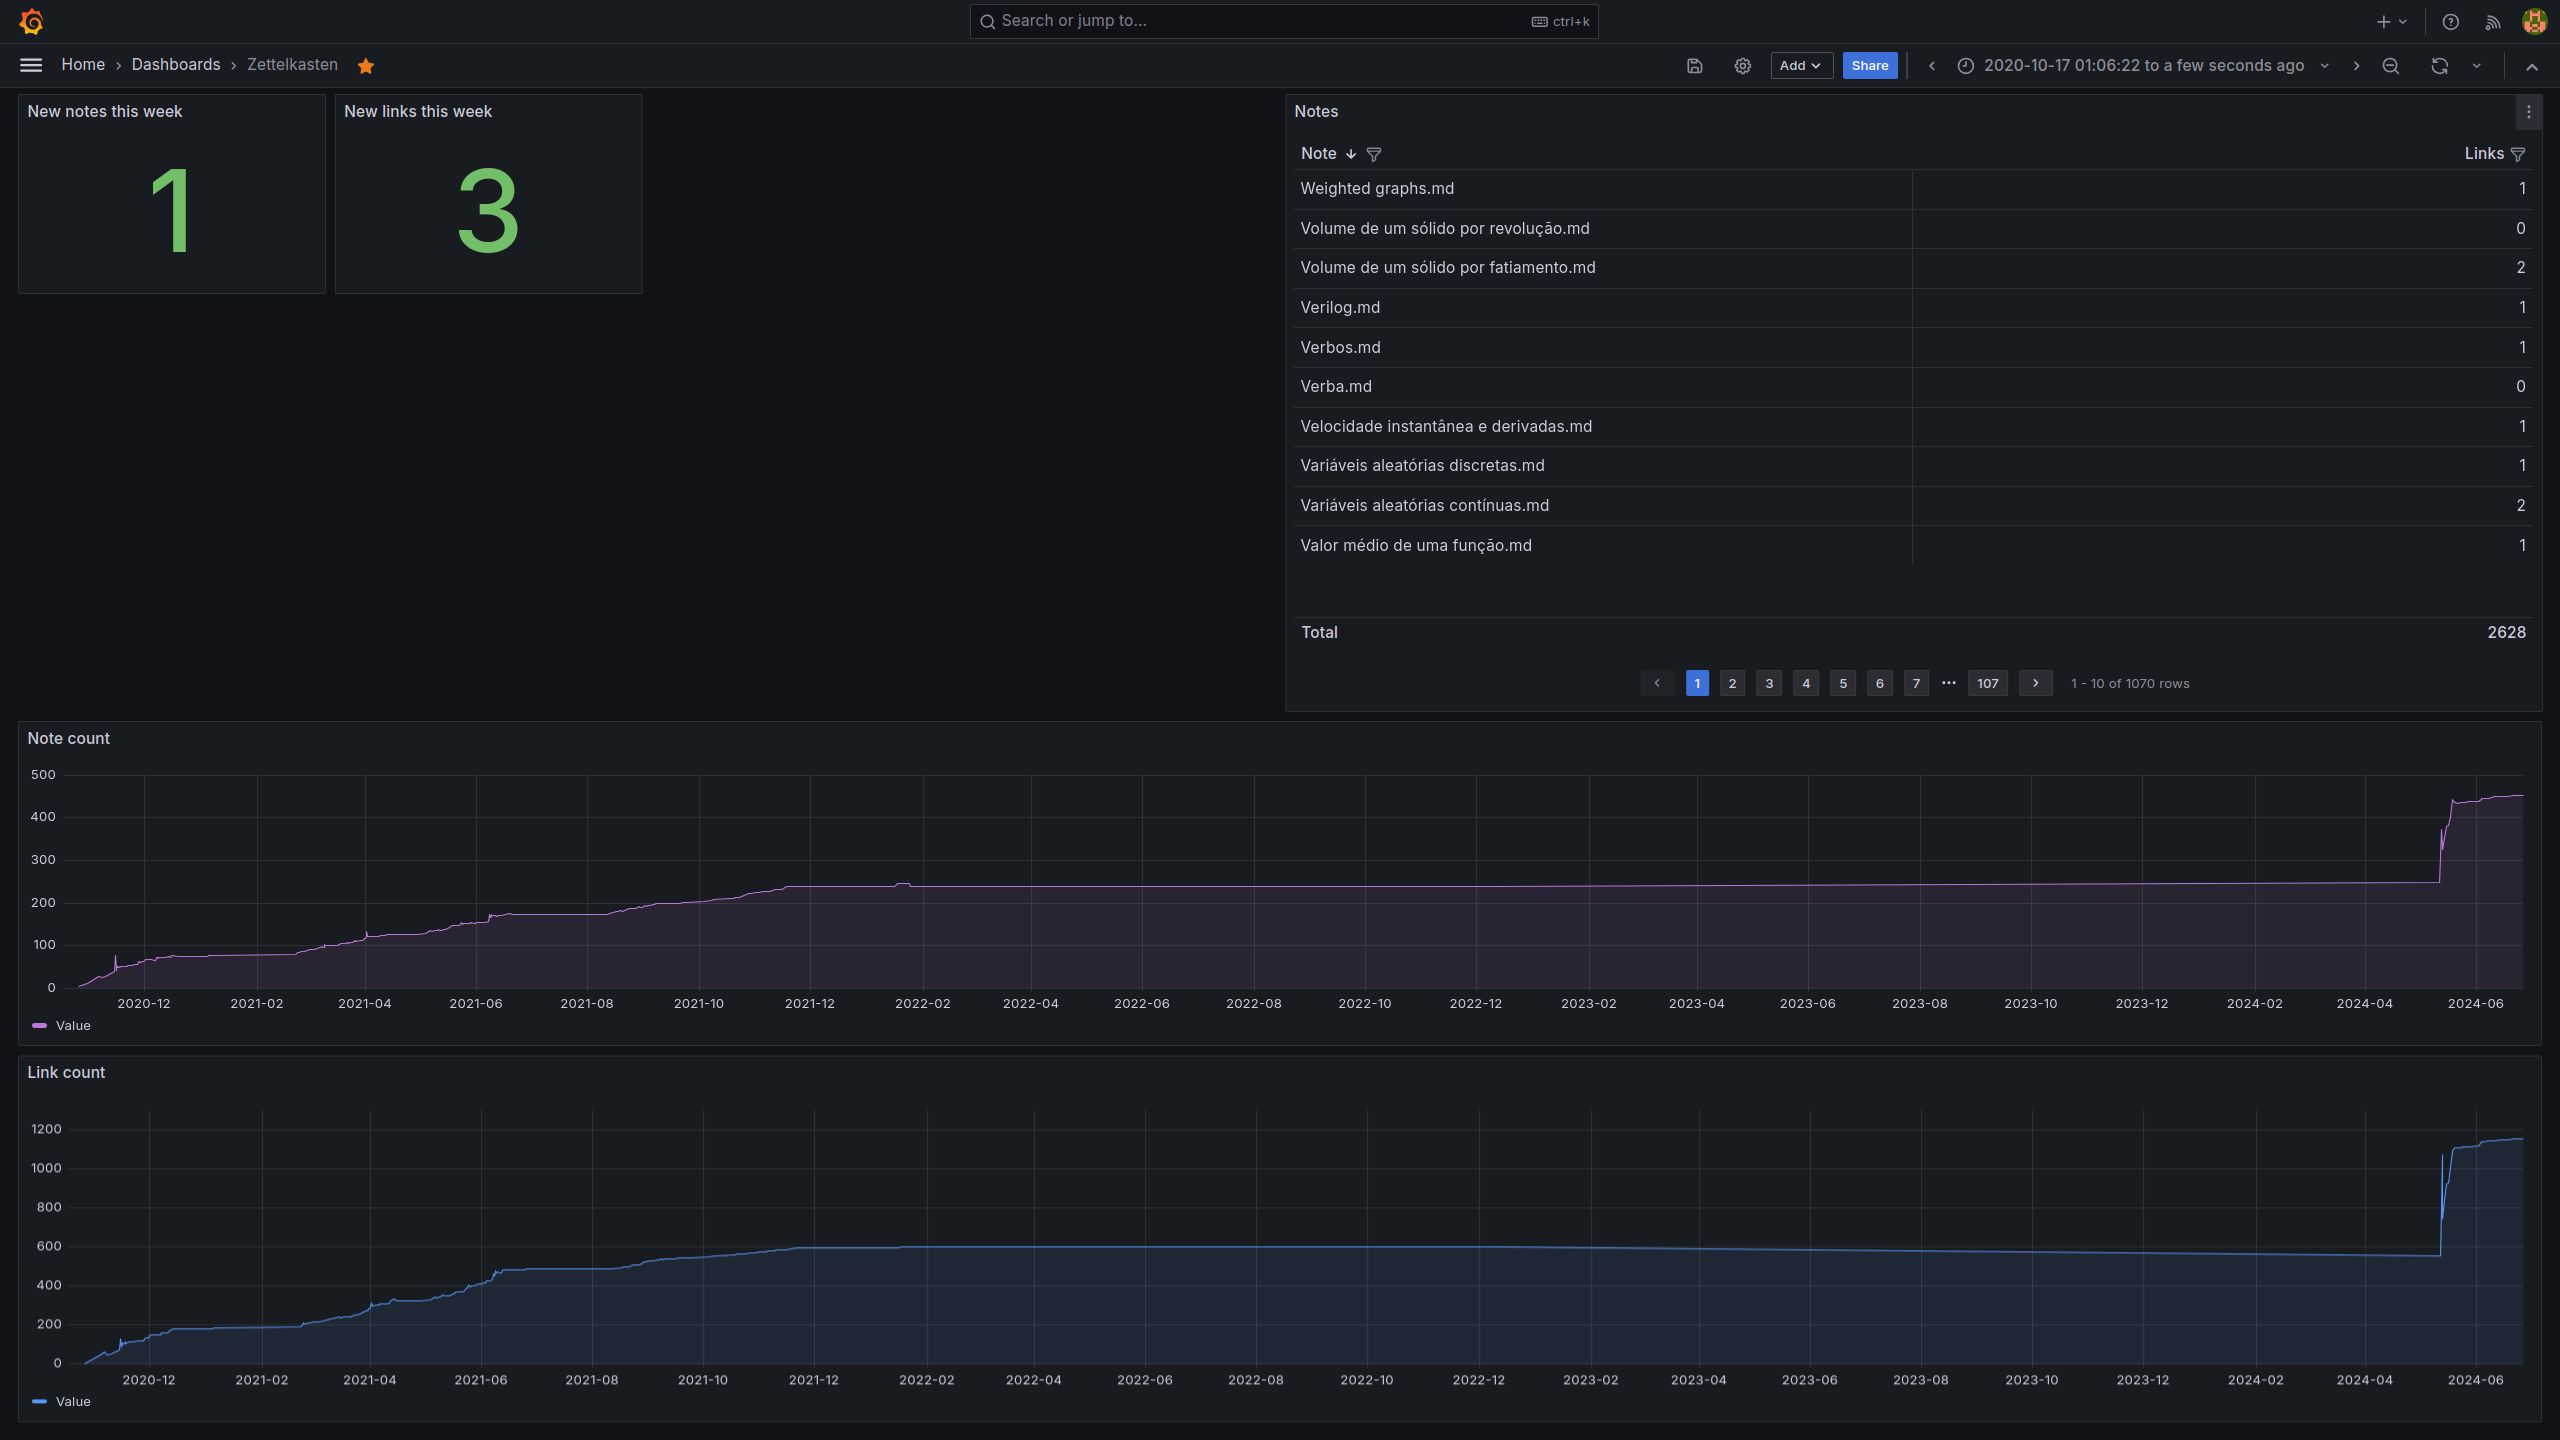 Search or jump to...
ctrl+k
Home
Dashboards
Zettelkasten
Add
Share
2020-10-17 01:06:22 to a few seconds ago
New notes this week
1
New links this week
3
Notes
Note
Links
Weighted graphs.md 1
Volume de um sólido por revolução.md 0
Volume de um sólido por fatiamento.md 2
Verilog.md 1
Verbos.md 1
Verba.md 0
Velocidade instantânea e derivadas.md 1
Variáveis aleatórias discretas.md 1
Variáveis aleatórias contínuas.md 2
Valor médio de uma função.md 1
Total 2628
1 2 3 4 5 6 7 ... 107 1 - 10 of 1070 rows
Note count
500
400
300
200
100
0
2020-12 2021-02 2021-04 2021-06 2021-08 2021-10 2021-12 2022-02 2022-04 2022-06 2022-08 2022-10 2022-12 2023-02 2023-04 2023-06 2023-08 2023-10 2023-12 2024-02 2024-04 2024-06
Value
Link count
1200
1000
800
600
400
200
0
2020-12 2021-02 2021-04 2021-06 2021-08 2021-10 2021-12 2022-02 2022-04 2022-06 2022-08 2022-10 2022-12 2023-02 2023-04 2023-06 2023-08 2023-10 2023-12 2024-02 2024-04 2024-06
Value